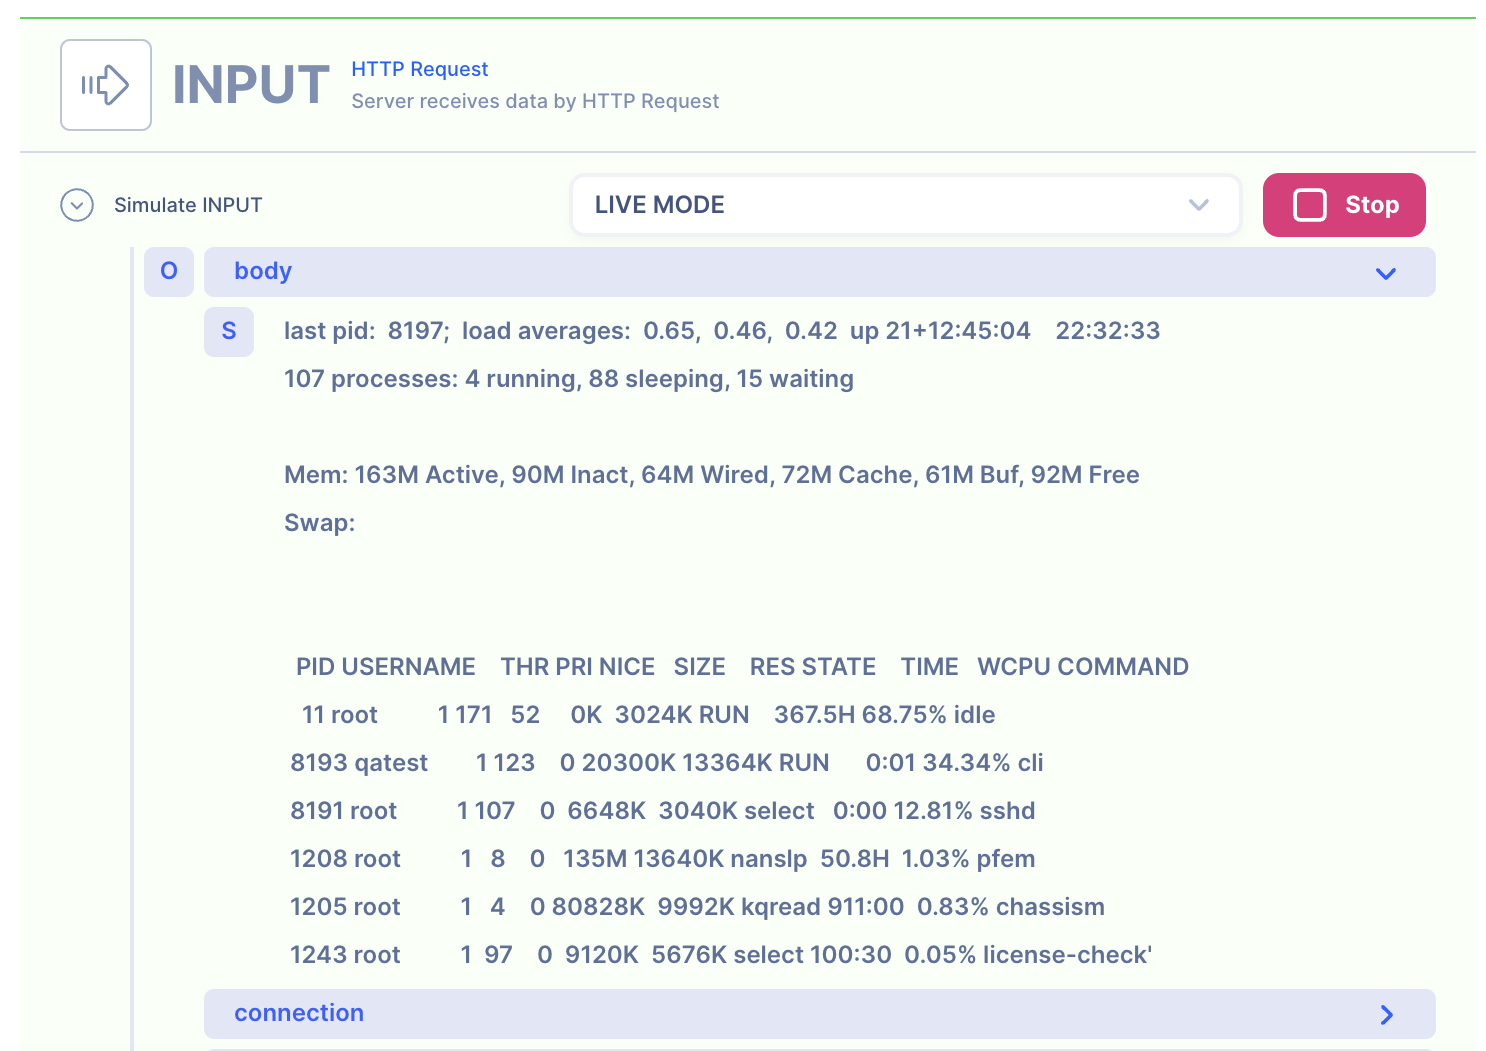 INPUT
HTTP Request
Server receives data by HTTP Request
Simulate INPUT
LIVE MODE
Stop
O
body
S
last pid:  8197;  load averages:  0.65,  0.46,  0.42  up 21+12:45:04    22:32:33
107 processes: 4 running, 88 sleeping, 15 waiting
Mem: 163M Active, 90M Inact, 64M Wired, 72M Cache, 61M Buf, 92M Free
Swap:
PID USERNAME    THR PRI NICE   SIZE    RES STATE    TIME   WCPU COMMAND
11 root          1 171   52     0K  3024K RUN    367.5H 68.75% idle
8193 qatest        1 123    0 20300K 13364K RUN      0:01 34.34% cli
8191 root          1 107    0  6648K  3040K select   0:00 12.81% sshd
1208 root          1   8    0   135M 13640K nanslp  50.8H  1.03% pfem
1205 root          1   4    0 80828K  9992K kqread 911:00  0.83% chassism
1243 root          1  97    0  9120K  5676K select 100:30  0.05% license-check'
connection